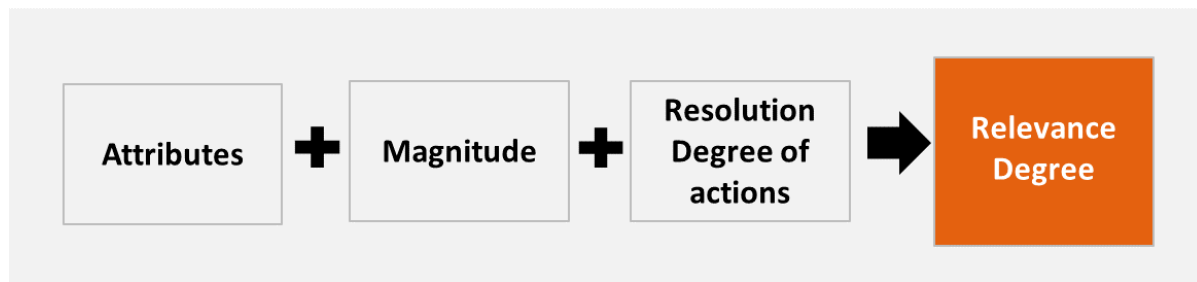 Attributes
Magnitude
Resolution
Degree of
actions
Relevance
Degree